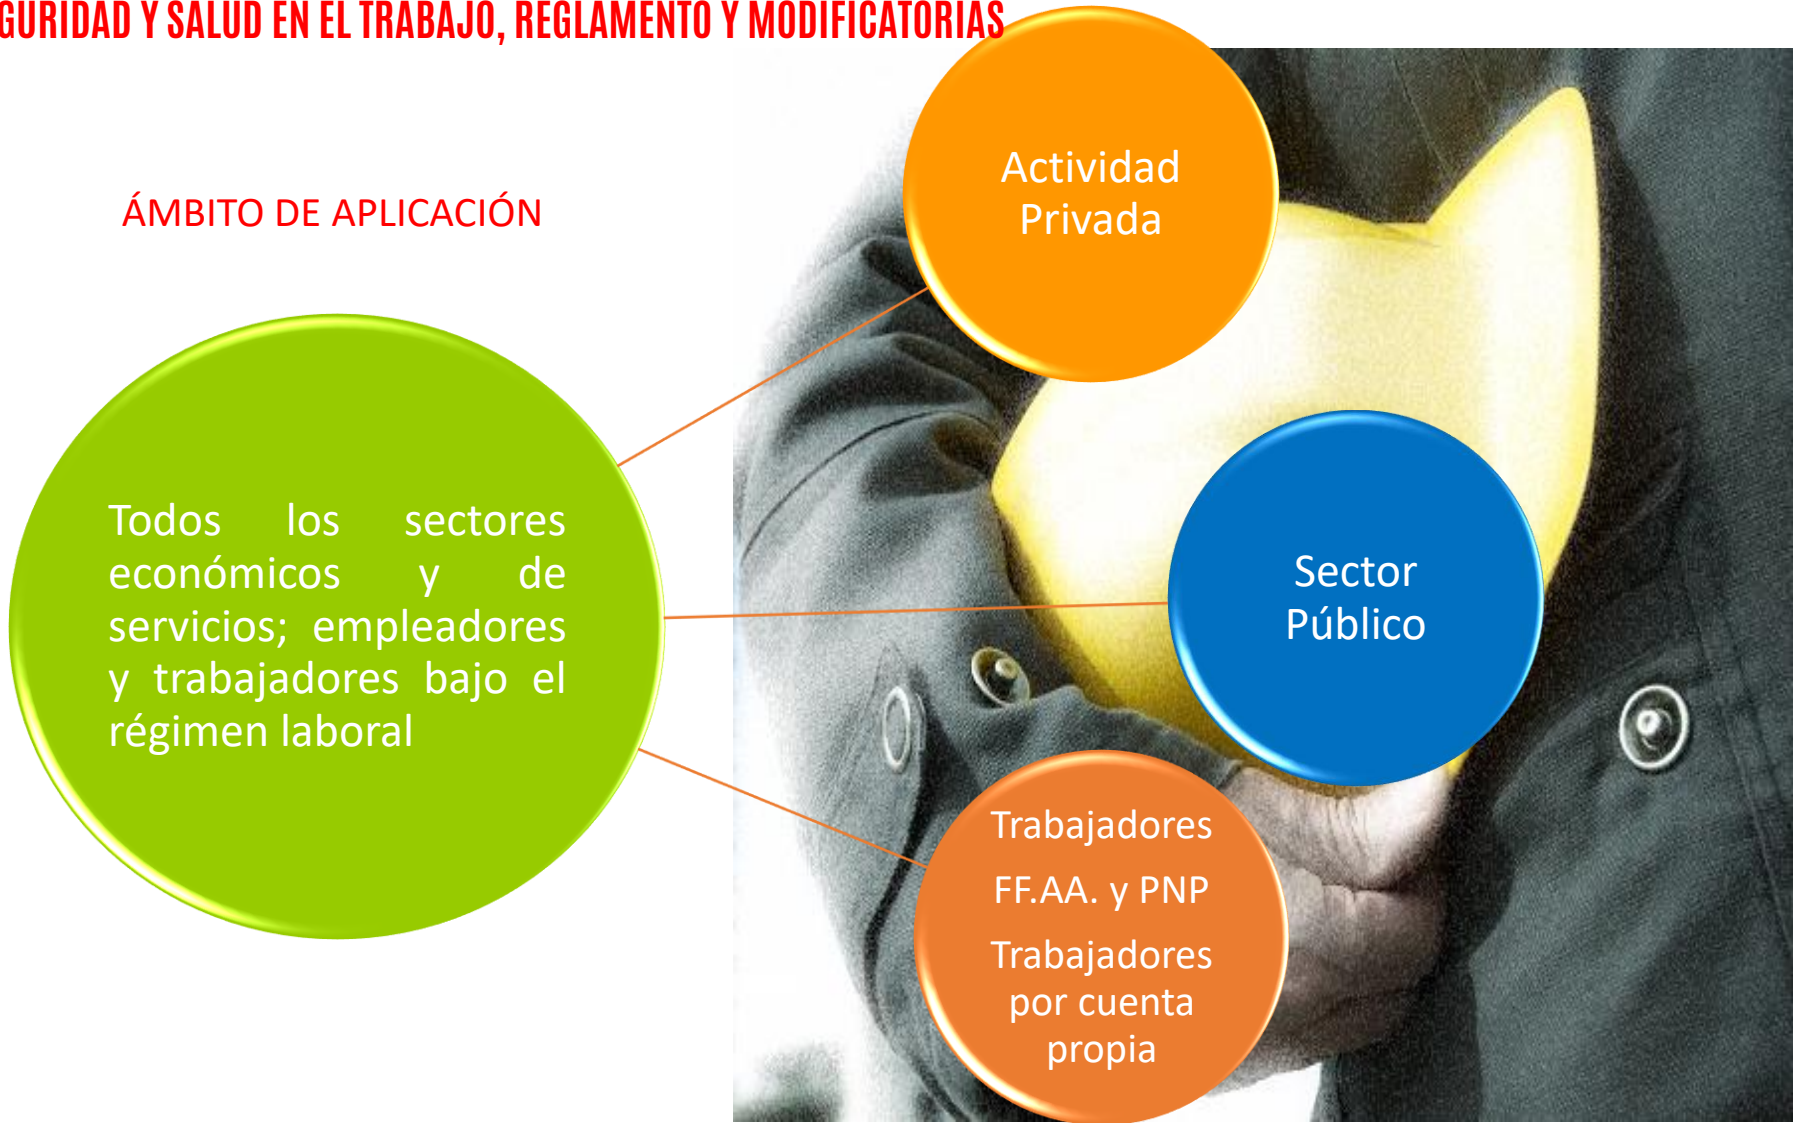 GURIDAD Y SALUD EN EL TRABAJO, REGLAMENTO Y MODIFICATORIAS
ÁMBITO DE APLICACIÓN
Todos los sectores
económicos y de
servicios; empleadores
y trabajadores bajo el
régimen laboral
Actividad
Privada
Sector
Público
Trabajadores
FF.AA. y PNP
Trabajadores
por cuenta
propia